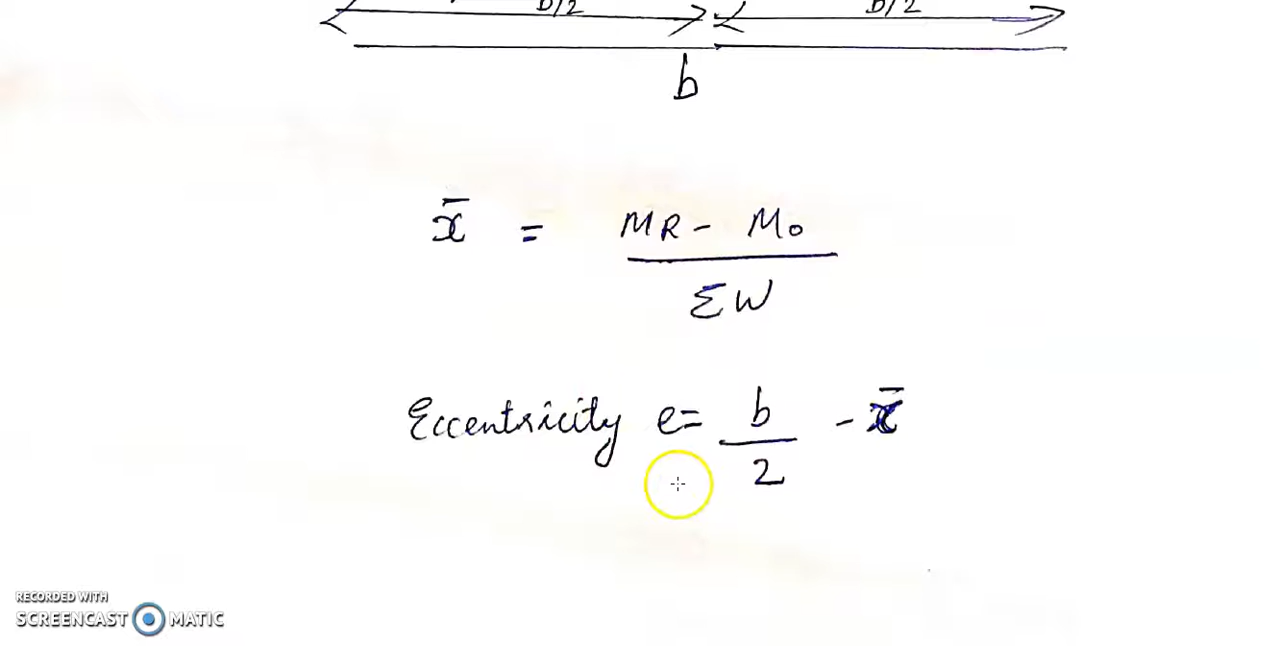 b/2 b/2
b
x̄ = MR - Mo
ΣW
Eccentricity e = b - x̄
2
RECORDED WITH
SCREENCAST MATIC